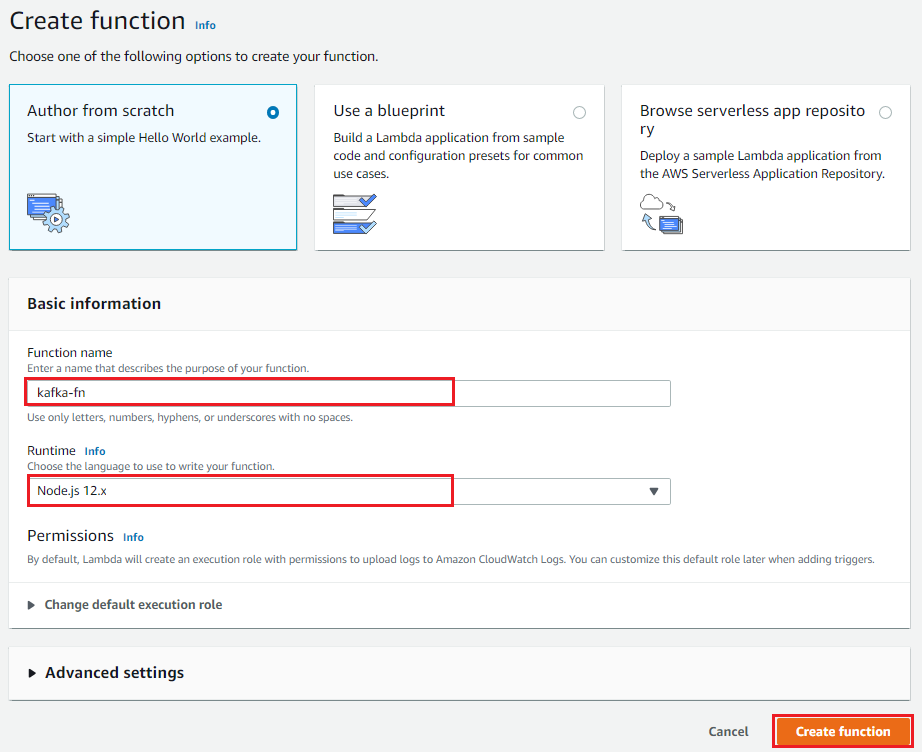 Create function Info
Choose one of the following options to create your function.
Author from scratch
Start with a simple Hello World example.
Use a blueprint
Build a Lambda application from sample
code and configuration presets for common
use cases.
Browse serverless app reposito
ry
Deploy a sample Lambda application from
the AWS Serverless Application Repository.
Basic information
Function name
Enter a name that describes the purpose of your function.
kafka-fn
Use only letters, numbers, hyphens, or underscores with no spaces.
Runtime Info
Choose the language to use to write your function.
Node.js 12.x
Permissions Info
By default, Lambda will create an execution role with permissions to upload logs to Amazon CloudWatch Logs. You can customize this default role later when adding triggers.
Change default execution role
Advanced settings
Cancel
Create function